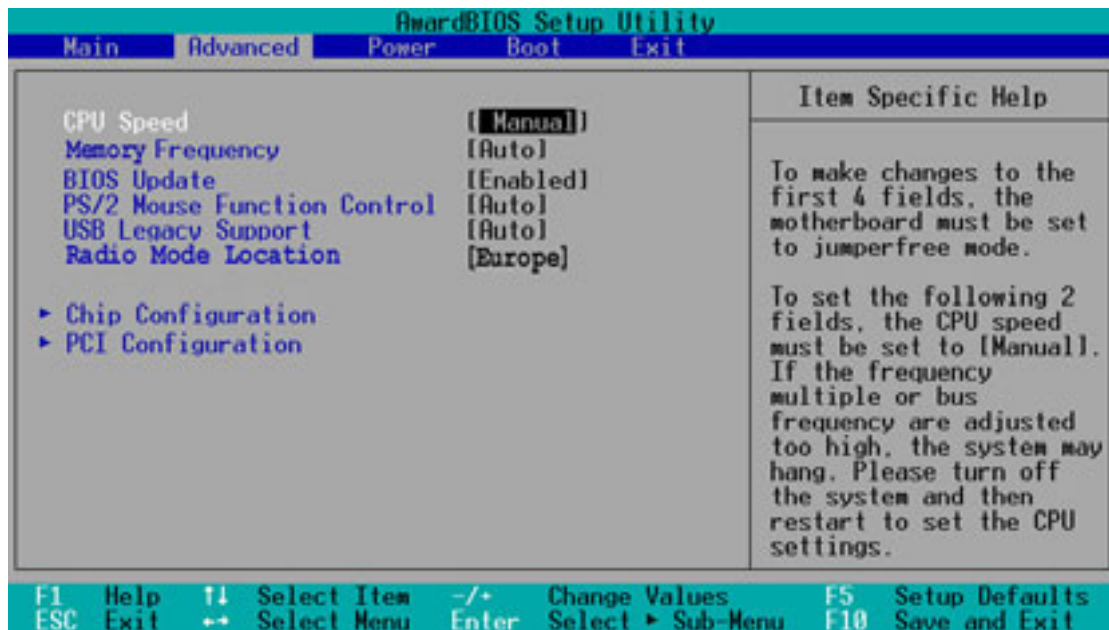 AwardBIOS Setup Utility
Main Advanced Power Boot Exit
CPU Speed [ Manual]
Memory Frequency [Auto]
BIOS Update [Enabled]
PS/2 Mouse Function Control [Auto]
USB Legacy Support [Auto]
Radio Mode Location [Europe]
► Chip Configuration
► PCI Configuration
Item Specific Help
To make changes to the
first 4 fields, the
motherboard must be set
to jumperfree mode.
To set the following 2
fields, the CPU speed
must be set to [Manual].
If the frequency
multiple or bus
frequency are adjusted
too high, the system may
hang. Please turn off
the system and then
restart to set the CPU
settings.
F1 Help ↑↓ Select Item -/+ Change Values F5 Setup Defaults
ESC Exit ↔ Select Menu Enter Select ► Sub-Menu F10 Save and Exit